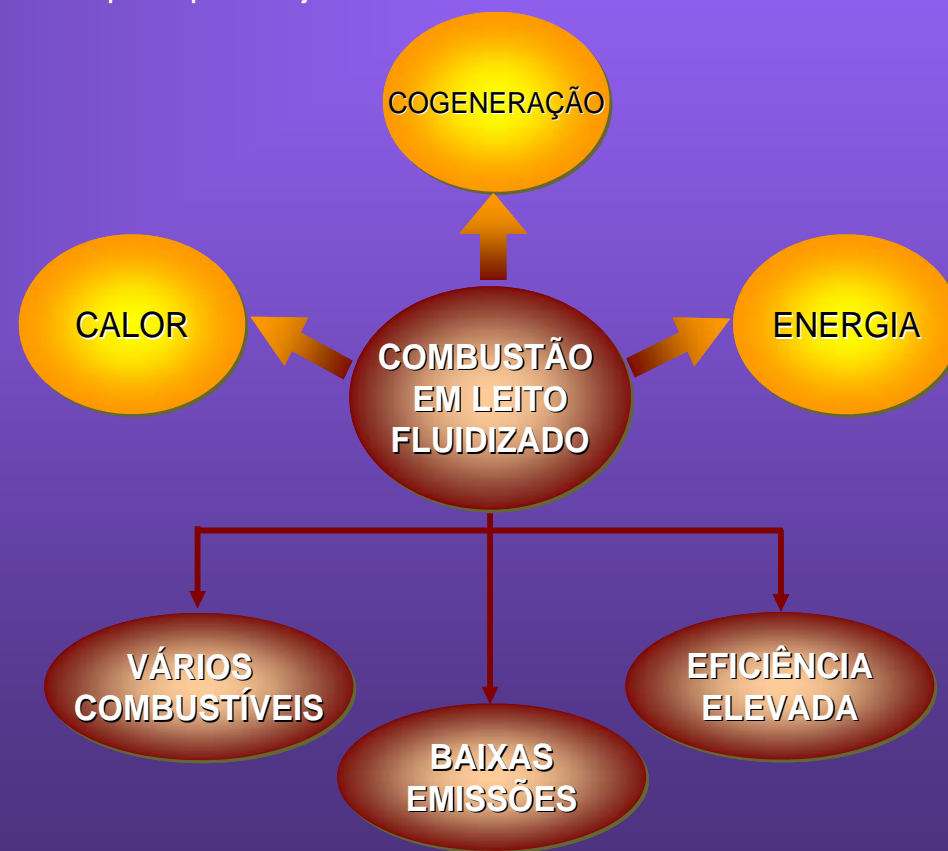 COGENERAÇÃO
CALOR
ENERGIA
COMBUSTÃO
EM LEITO
FLUIDIZADO
VÁRIOS
COMBUSTÍVEIS
EFICIÊNCIA
ELEVADA
BAIXAS
EMISSÕES